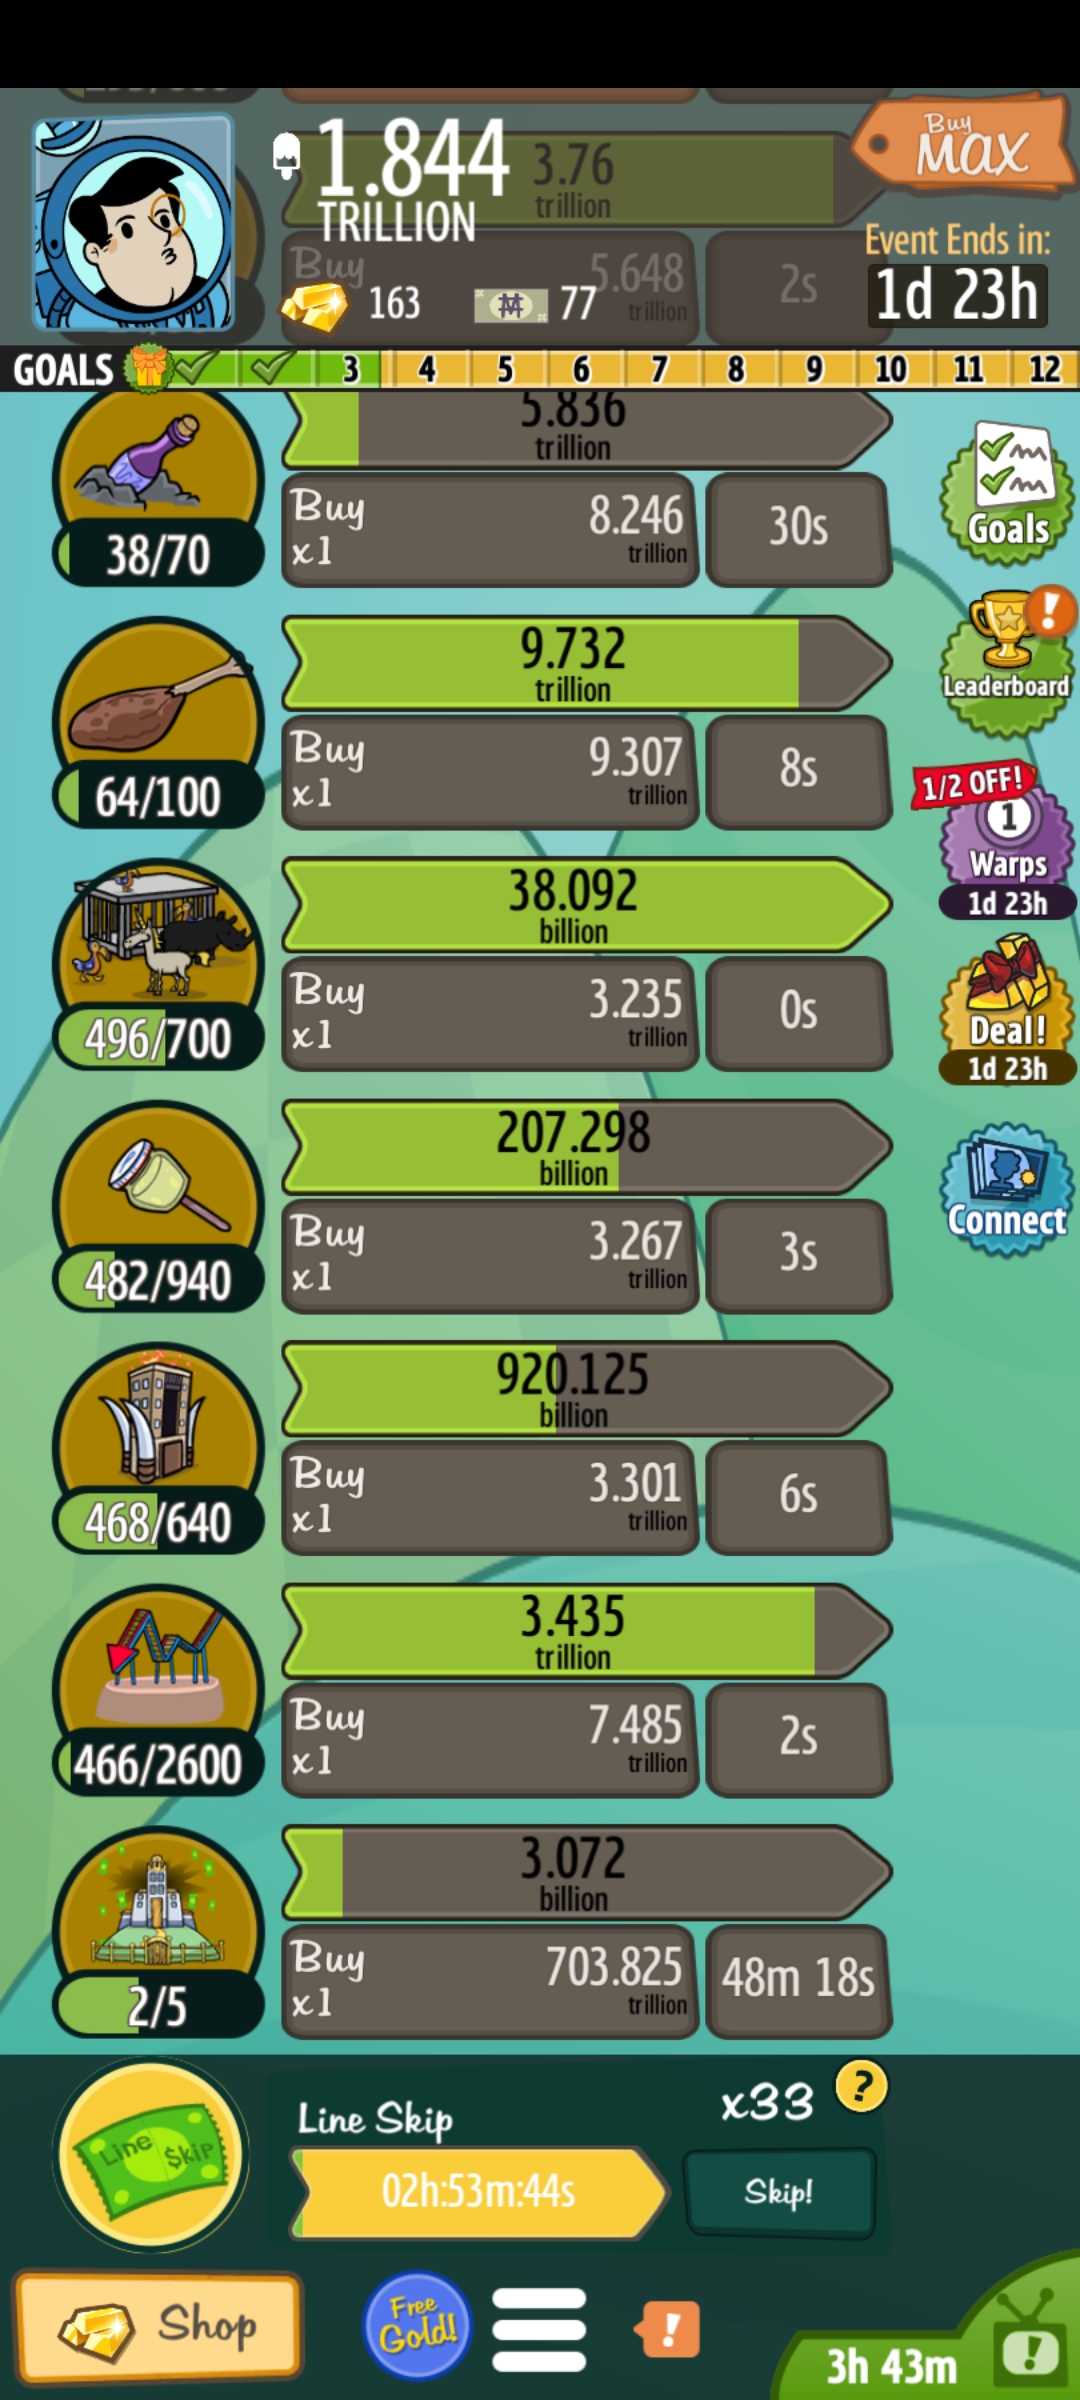 1.844
TRILLION
3.76
trillion
Buy
MAX
Buy
5.648
trillion
2s
163
77
Event Ends in:
1d 23h
GOALS
3 4 5 6 7 8 9 10 11 12
5.836
trillion
38/70
Buy
x1
8.246
trillion
30s
Goals
9.732
trillion
64/100
Buy
x1
9.307
trillion
8s
Leaderboard
1/2 OFF!
1
Warps
1d 23h
38.092
billion
496/700
Buy
x1
3.235
trillion
0s
Deal!
1d 23h
207.298
billion
482/940
Buy
x1
3.267
trillion
3s
Connect
920.125
billion
468/640
Buy
x1
3.301
trillion
6s
3.435
trillion
466/2600
Buy
x1
7.485
trillion
2s
3.072
billion
2/5
Buy
x1
703.825
trillion
48m 18s
Line $kip
Line Skip
x33
?
02h:53m:44s
Skip!
Shop
Free
Gold!
!
3h 43m
!